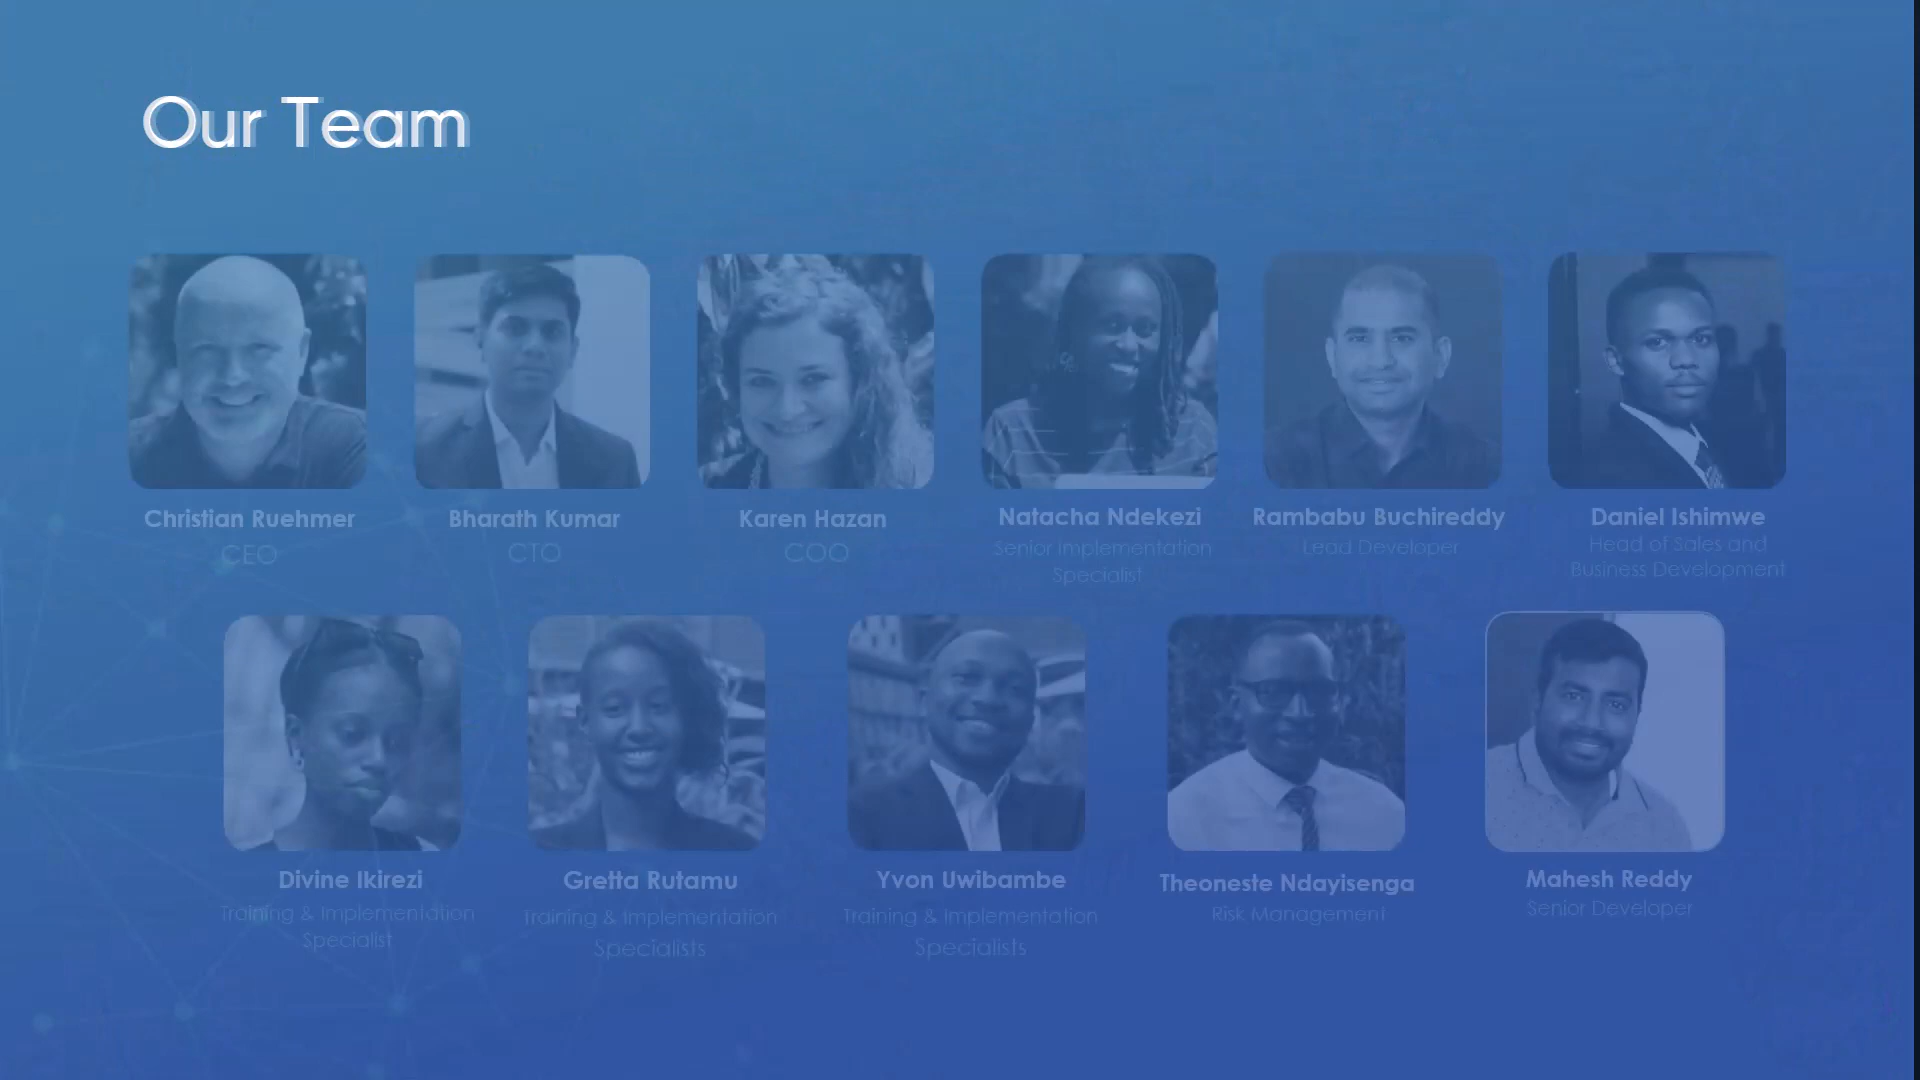 Our Team
Christian Ruehmer
CEO
Bharath Kumar
CTO
Karen Hazan
COO
Natacha Ndekezi
Senior Implementation
Specialist
Rambabu Buchireddy
Lead Developer
Daniel Ishimwe
Head of Sales and
Business Development
Divine Ikirezi
Training & Implementation
Specialist
Gretta Rutamu
Training & Implementation
Specialists
Yvon Uwibambe
Training & Implementation
Specialists
Theoneste Ndayisenga
Risk Management
Mahesh Reddy
Senior Developer